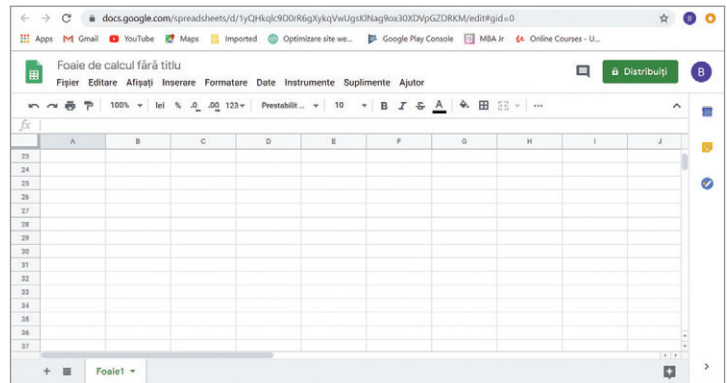 docs.google.com/spreadsheets/d/1yQHkqlc9D0rR6gXykqVwUgsKlNag9ox30XDVpGZDRKM/edit#gid=0
Apps Gmail YouTube Maps Imported Optimizare site we... Google Play Console MBA Jr Online Courses - U...
Foaie de calcul fără titlu
Fișier Editare Afișați Inserare Formatare Date Instrumente Suplimente Ajutor
Distribuiți B
100% lei % .0 .00 123 Prestabilit ... 10 B I S A
fx
A B C D E F G H I J
23
24
25
26
27
28
29
30
31
32
33
34
35
36
37
Foaie1